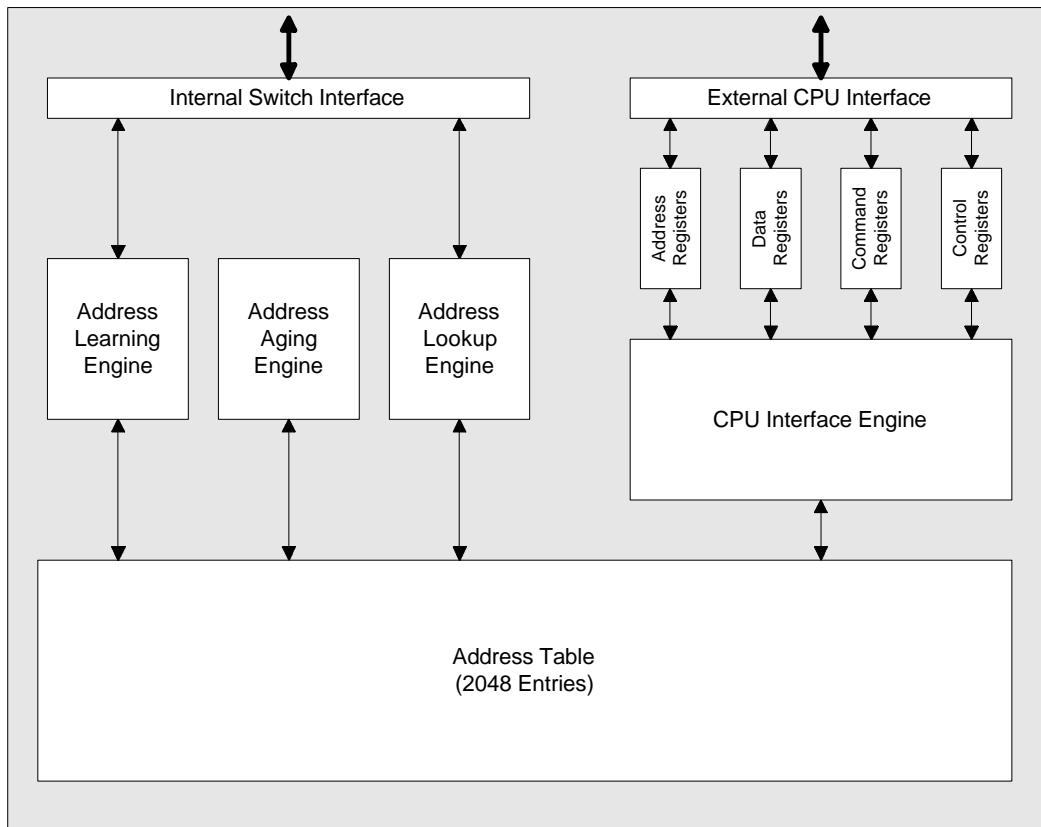 Internal Switch Interface
External CPU Interface
Address
Registers
Data
Registers
Command
Registers
Control
Registers
Address
Learning
Engine
Address
Aging
Engine
Address
Lookup
Engine
CPU Interface Engine
Address Table
(2048 Entries)